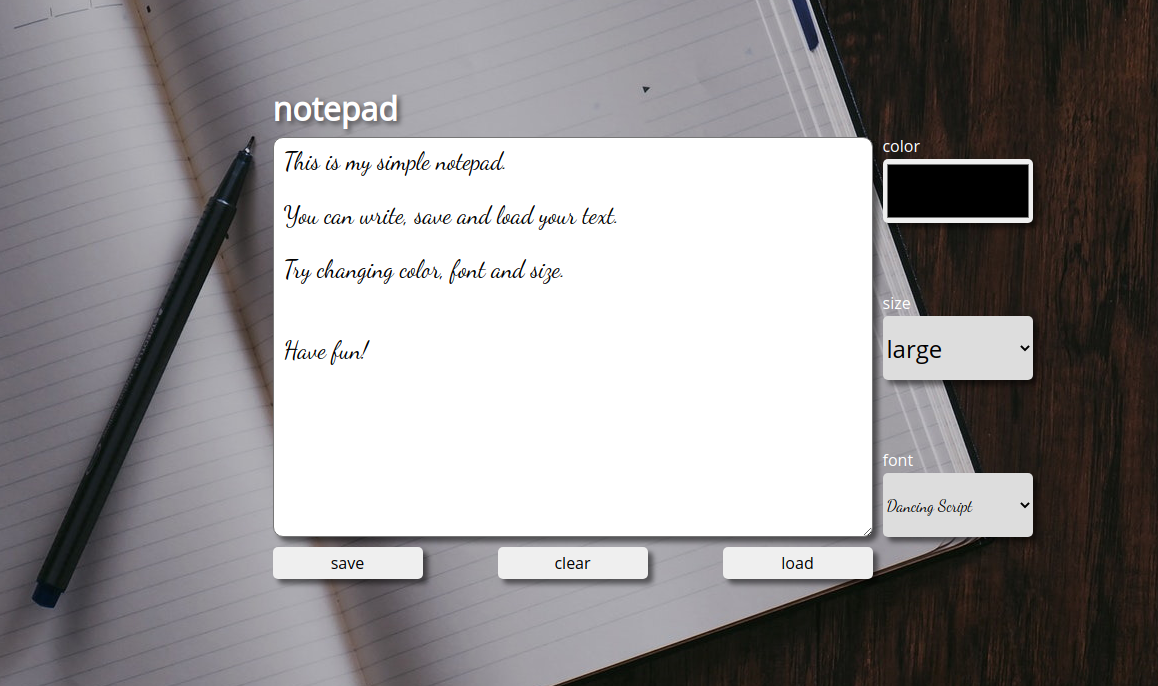 notepad
This is my simple notepad.
You can write, save and load your text.
Try changing color, font and size.
Have fun!
color
size
large
font
Dancing Script
save
clear
load